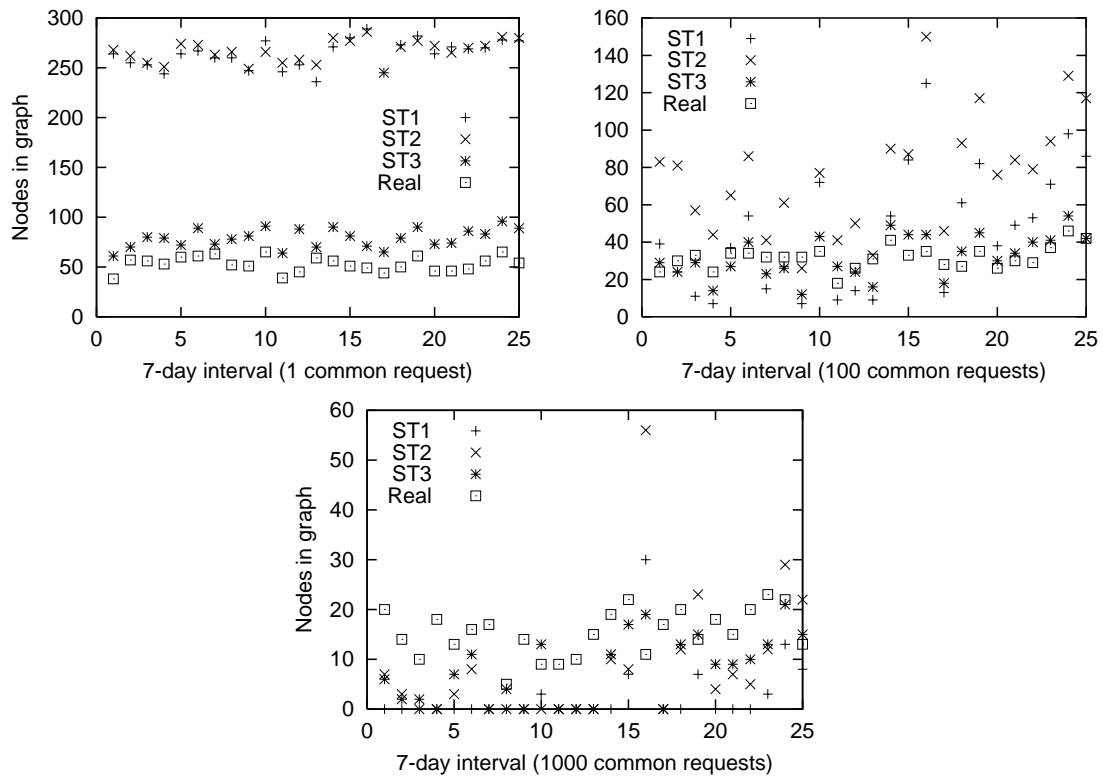 300
250
200
150
100
50
0
Nodes in graph
ST1
ST2
ST3
Real
0 5 10 15 20 25
7-day interval (1 common request)
160
140
120
100
80
60
40
20
0
ST1
ST2
ST3
Real
0 5 10 15 20 25
7-day interval (100 common requests)
60
50
40
30
20
10
0
Nodes in graph
ST1
ST2
ST3
Real
0 5 10 15 20 25
7-day interval (1000 common requests)